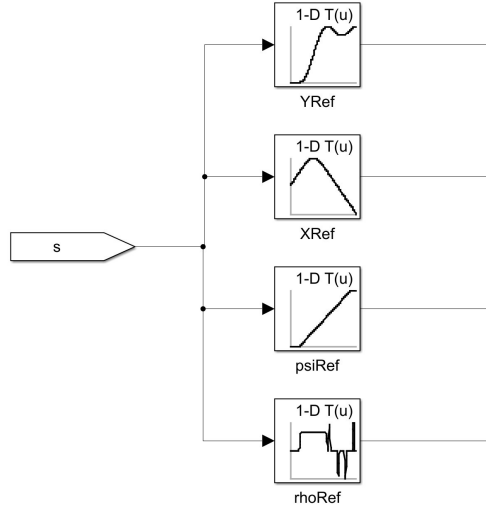 1-D T(u)
YRef
1-D T(u)
XRef
s
1-D T(u)
psiRef
1-D T(u)
rhoRef